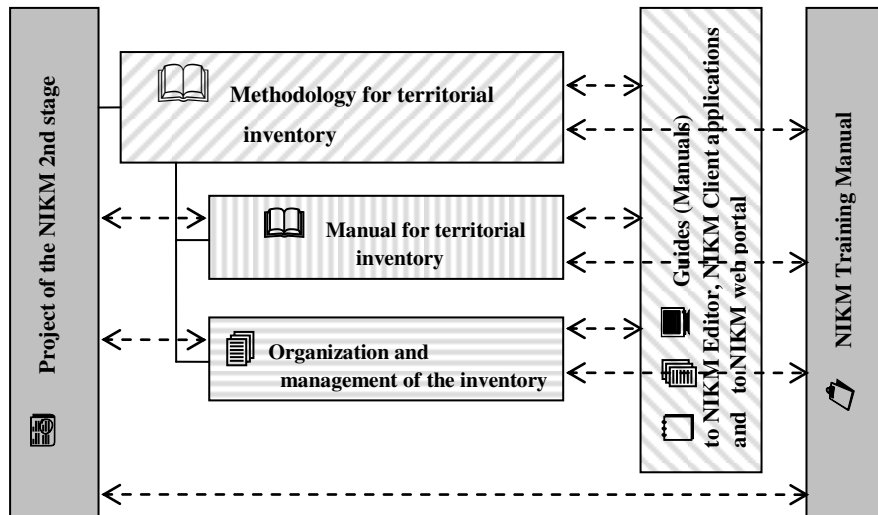 Project of the NIKM 2nd stage
Methodology for territorial
inventory
Manual for territorial
inventory
Organization and
management of the inventory
Guides (Manuals)
to NIKM Editor, NIKM Client applications
and to NIKM web portal
NIKM Training Manual